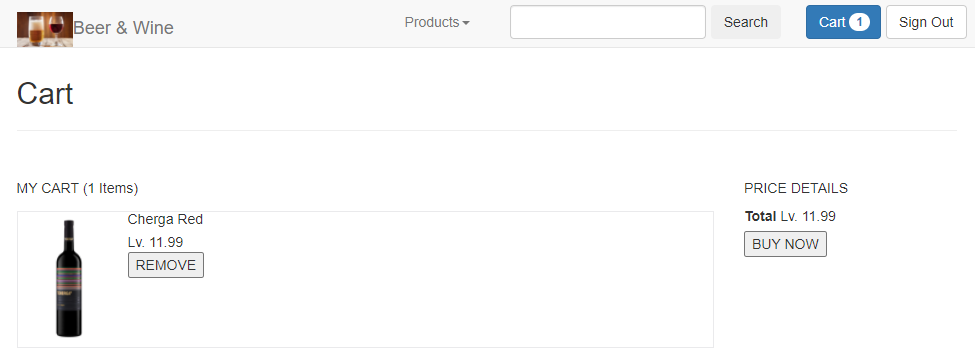 Beer & Wine
Products
Search
Cart 1
Sign Out
Cart
MY CART (1 Items)
PRICE DETAILS
Cherga Red
Total Lv. 11.99
Lv. 11.99
BUY NOW
REMOVE